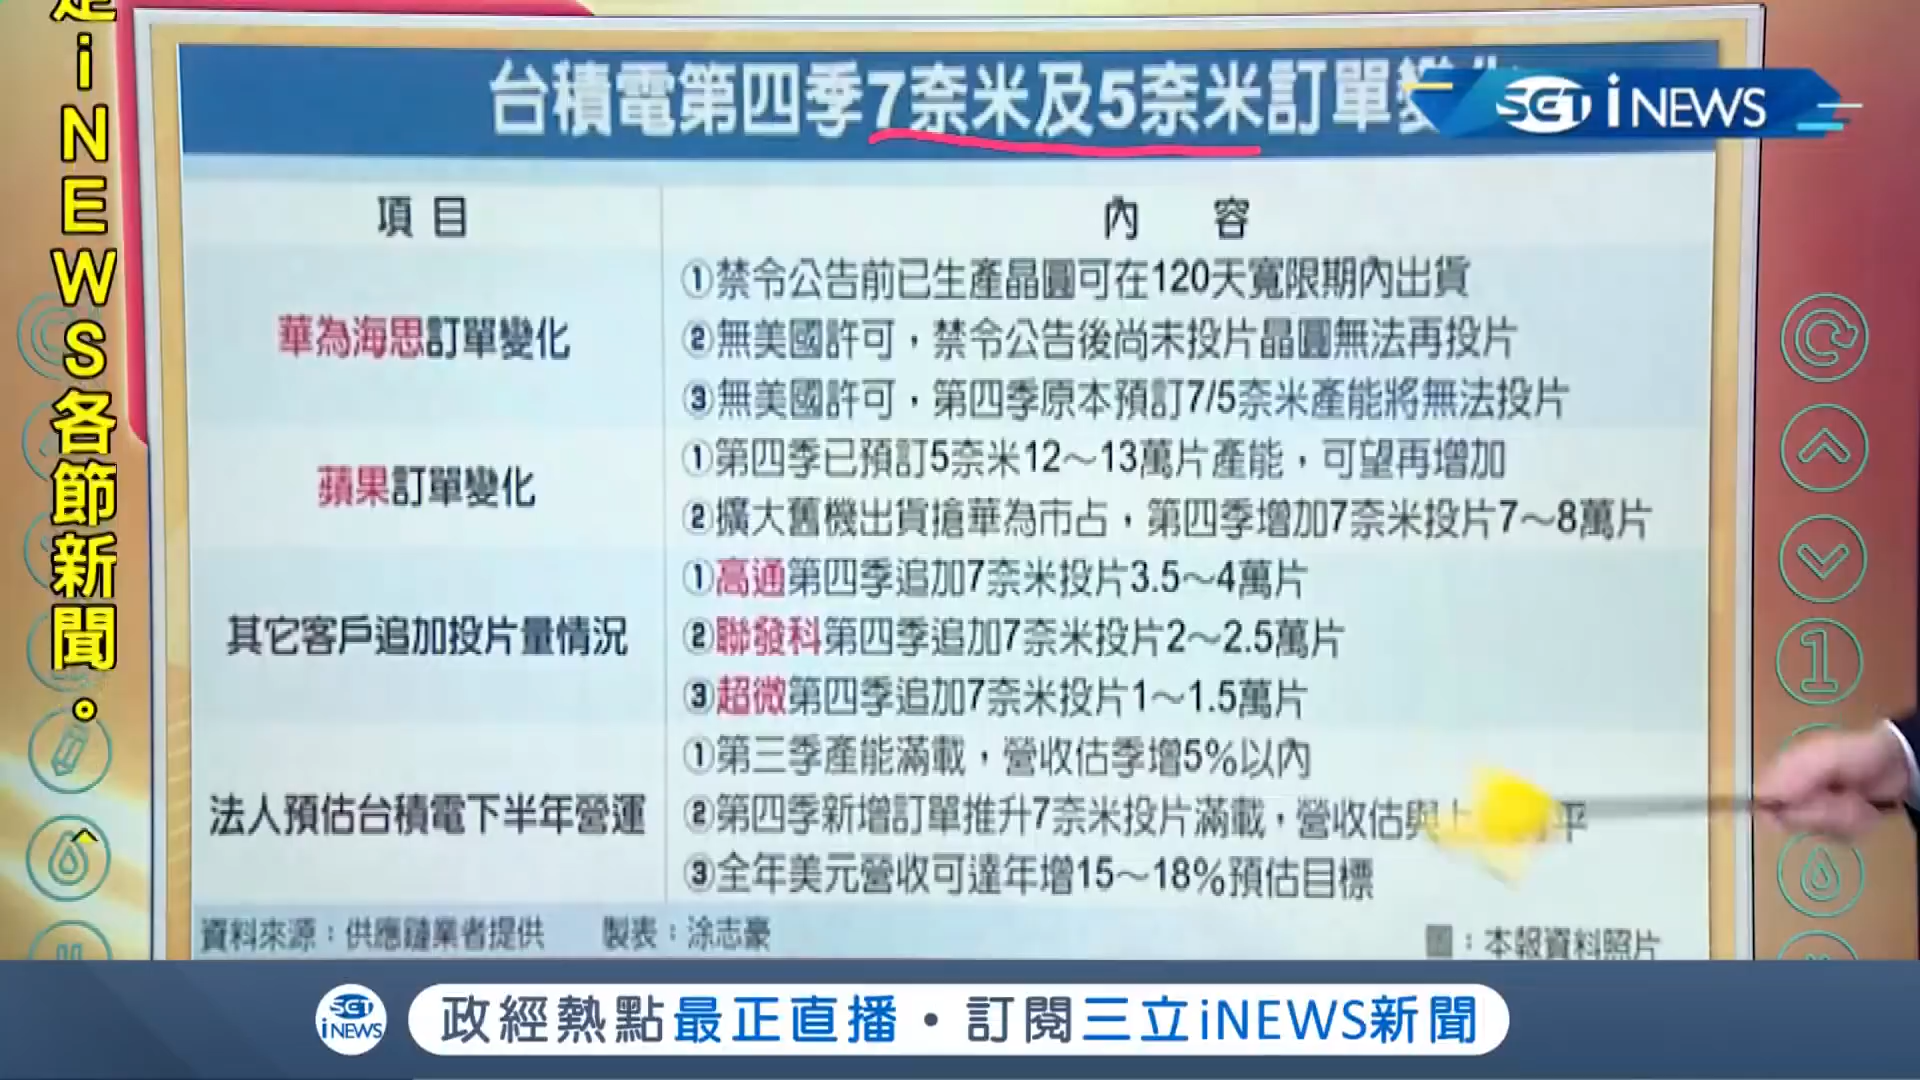 是iNEWS各節新聞。
台積電第四季7奈米及5奈米訂單變化
SET iNEWS
項目
內容
華為海思訂單變化
①禁令公告前已生產晶圓可在120天寬限期內出貨
②無美國許可，禁令公告後尚未投片晶圓無法再投片
③無美國許可，第四季原本預訂7/5奈米產能將無法投片
蘋果訂單變化
①第四季已預訂5奈米12～13萬片產能，可望再增加
②擴大舊機出貨搶華為市占，第四季增加7奈米投片7～8萬片
其它客戶追加投片量情況
①高通第四季追加7奈米投片3.5～4萬片
②聯發科第四季追加7奈米投片2～2.5萬片
③超微第四季追加7奈米投片1～1.5萬片
法人預估台積電下半年營運
①第三季產能滿載，營收估季增5%以內
②第四季新增訂單推升7奈米投片滿載，營收估與上平
③全年美元營收可達年增15～18%預估目標
資料來源：供應鏈業者提供 製表：涂志豪
圖：本報資料照片
1
SET iNEWS
政經熱點最正直播・訂閱三立iNEWS新聞